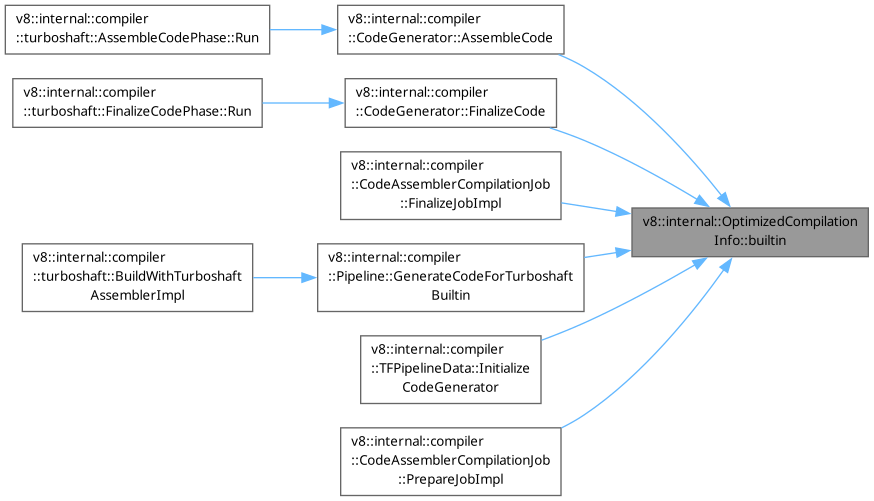 v8::internal::compiler
::turboshaft::AssembleCodePhase::Run
v8::internal::compiler
::CodeGenerator::AssembleCode
v8::internal::compiler
::turboshaft::FinalizeCodePhase::Run
v8::internal::compiler
::CodeGenerator::FinalizeCode
v8::internal::compiler
::CodeAssemblerCompilationJob
::FinalizeJobImpl
v8::internal::OptimizedCompilation
Info::builtin
v8::internal::compiler
::turboshaft::BuildWithTurboshaft
AssemblerImpl
v8::internal::compiler
::Pipeline::GenerateCodeForTurboshaft
Builtin
v8::internal::compiler
::TFPipelineData::Initialize
CodeGenerator
v8::internal::compiler
::CodeAssemblerCompilationJob
::PrepareJobImpl